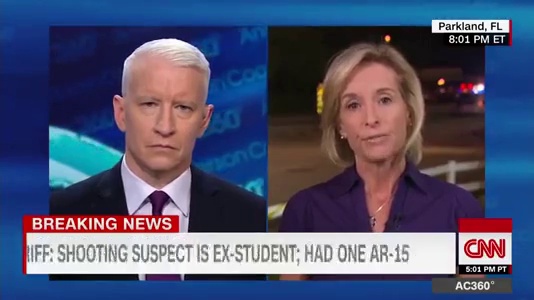 Parkland, FL
8:01 PM ET
BREAKING NEWS
RIFF: SHOOTING SUSPECT IS EX-STUDENT; HAD ONE AR-15
CNN
5:01 PM PT
AC360°